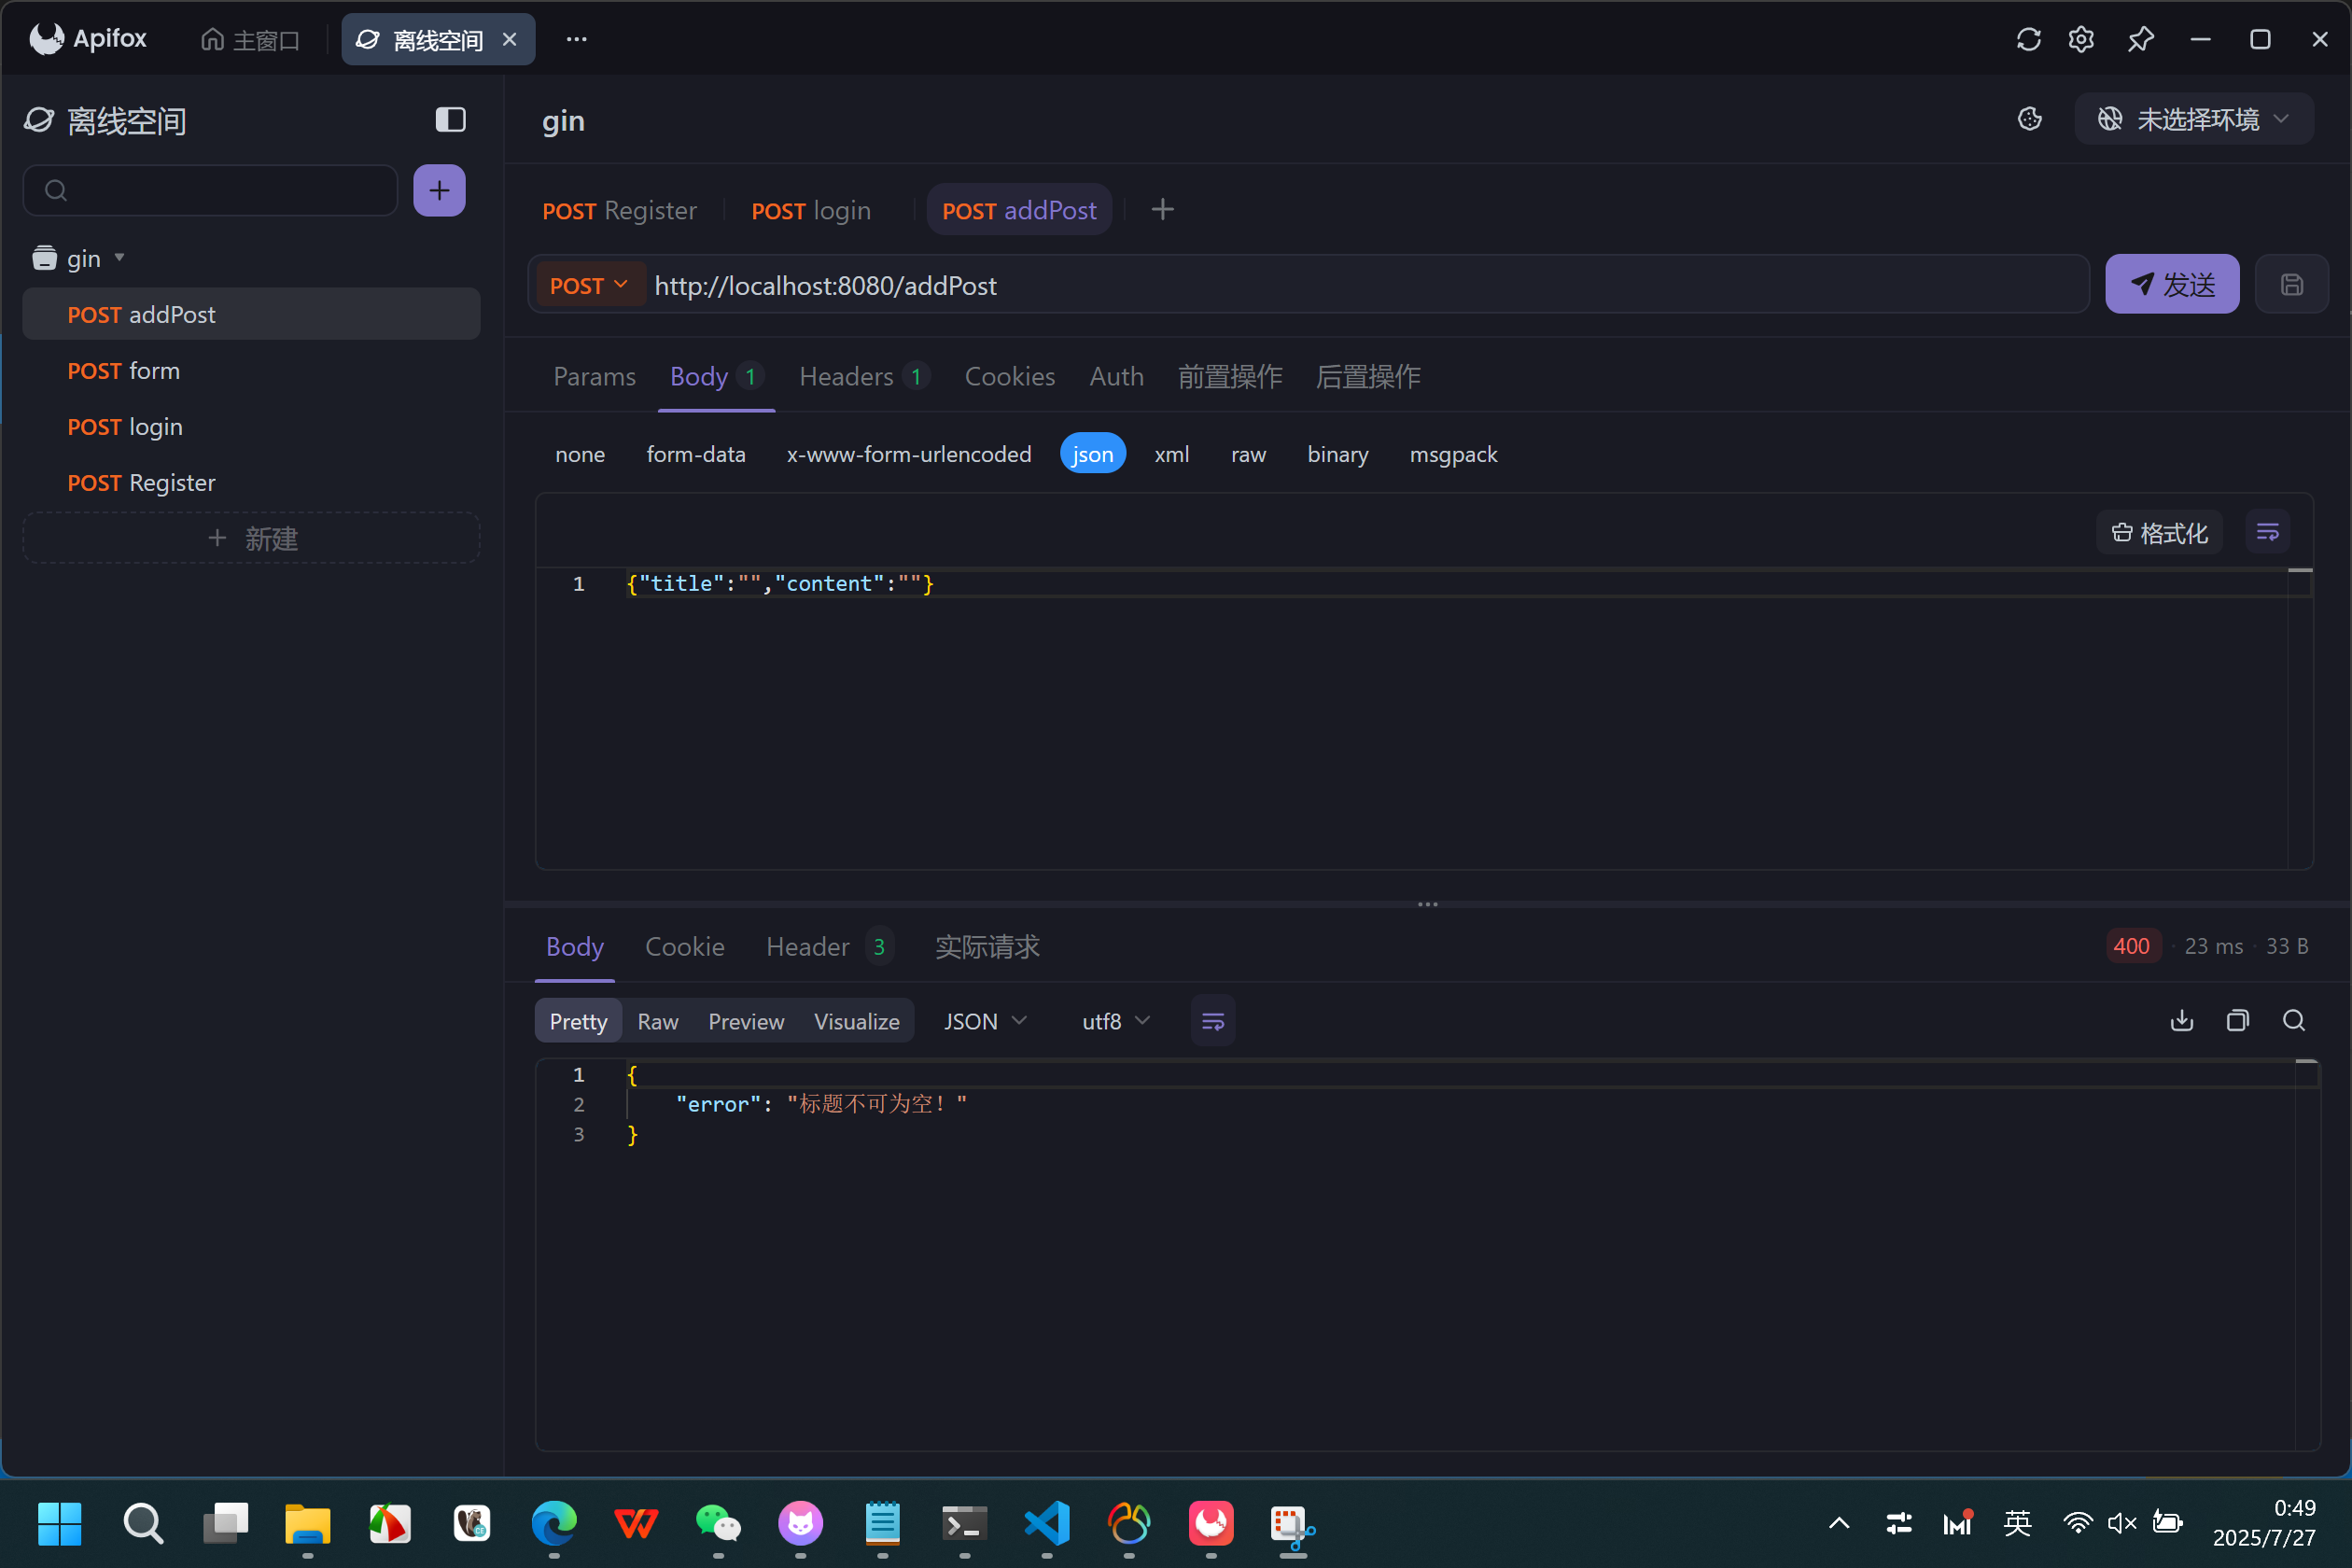 Apifox 主窗口 离线空间
离线空间
gin 未选择环境
gin
POST addPost
POST form
POST login
POST Register
新建
POST Register POST login POST addPost
POST http://localhost:8080/addPost 发送
Params Body 1 Headers 1 Cookies Auth 前置操作 后置操作
none form-data x-www-form-urlencoded json xml raw binary msgpack
格式化
1 {"title":"","content":""}
Body Cookie Header 3 实际请求 400 · 23 ms · 33 B
Pretty Raw Preview Visualize JSON utf8
1 {
2 "error": "标题不可为空！"
3 }
CE
英
0:49
2025/7/27